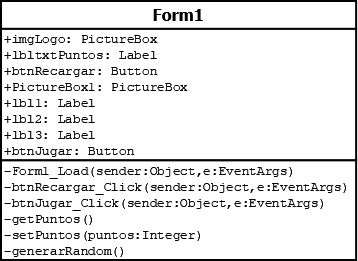 Form1
+imgLogo: PictureBox
+lbltxtPuntos: Label
+btnRecargar: Button
+PictureBox1: PictureBox
+lbl1: Label
+lbl2: Label
+lbl3: Label
+btnJugar: Button
-Form1_Load(sender:Object,e:EventArgs)
-btnRecargar_Click(sender:Object,e:EventArgs)
-btnJugar_Click(sender:Object,e:EventArgs)
-getPuntos()
-setPuntos(puntos:Integer)
-generarRandom()